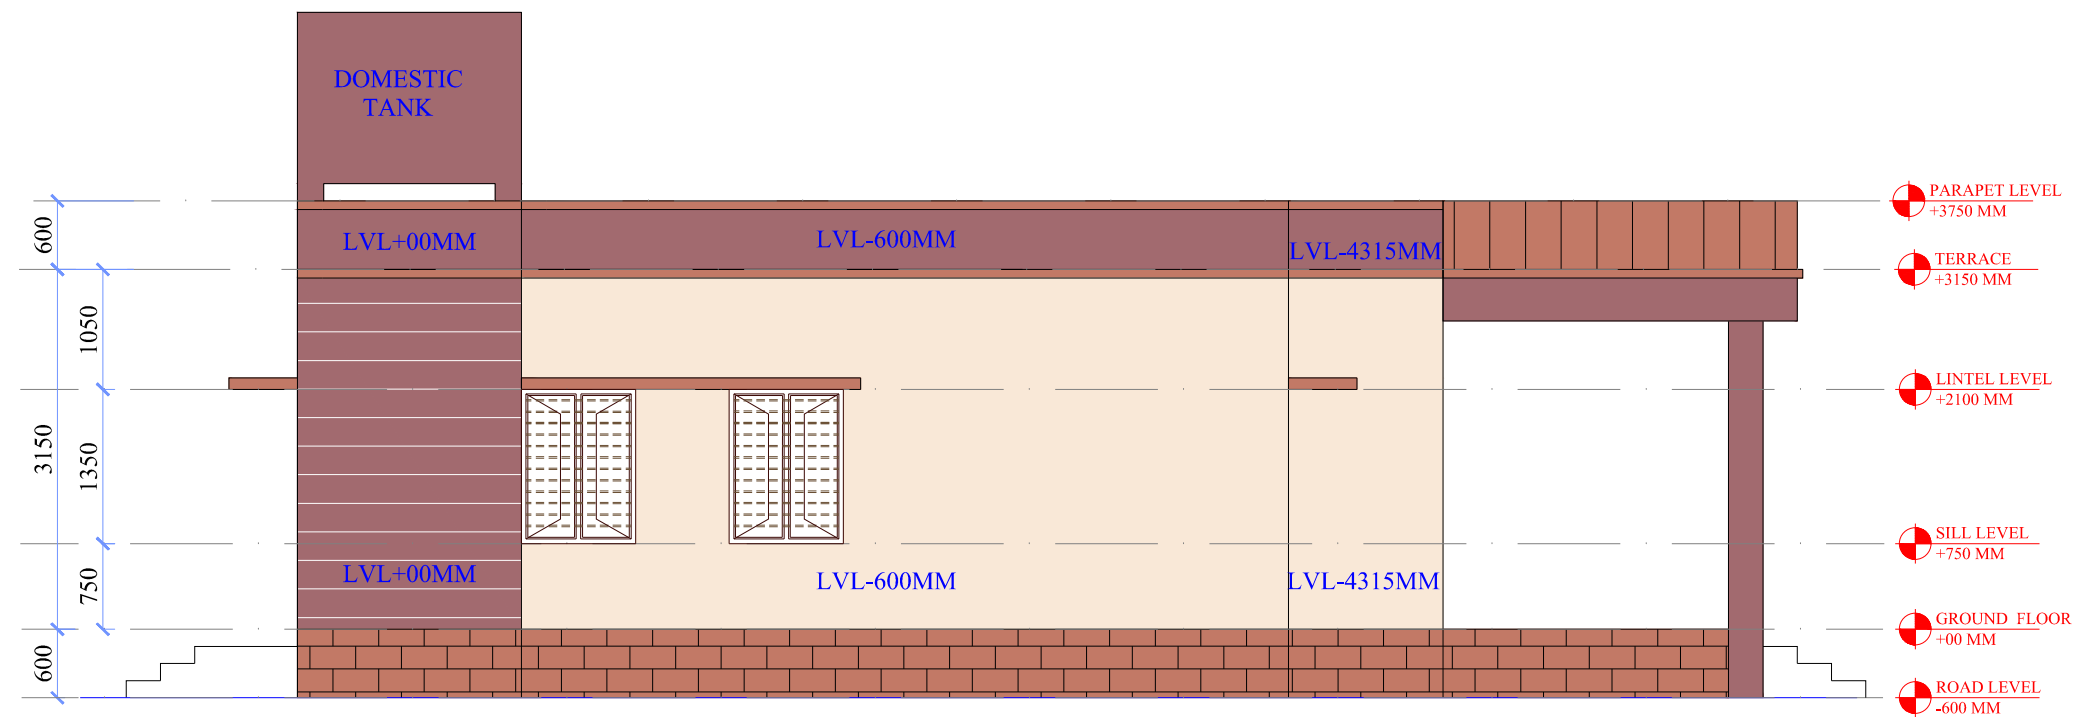 DOMESTIC
TANK
PARAPET LEVEL
+3750 MM
600
LVL+00MM
LVL-600MM
LVL-4315MM
TERRACE
+3150 MM
1050
LINTEL LEVEL
+2100 MM
3150
1350
SILL LEVEL
+750 MM
750
LVL+00MM
LVL-600MM
LVL-4315MM
GROUND FLOOR
+00 MM
600
ROAD LEVEL
-600 MM